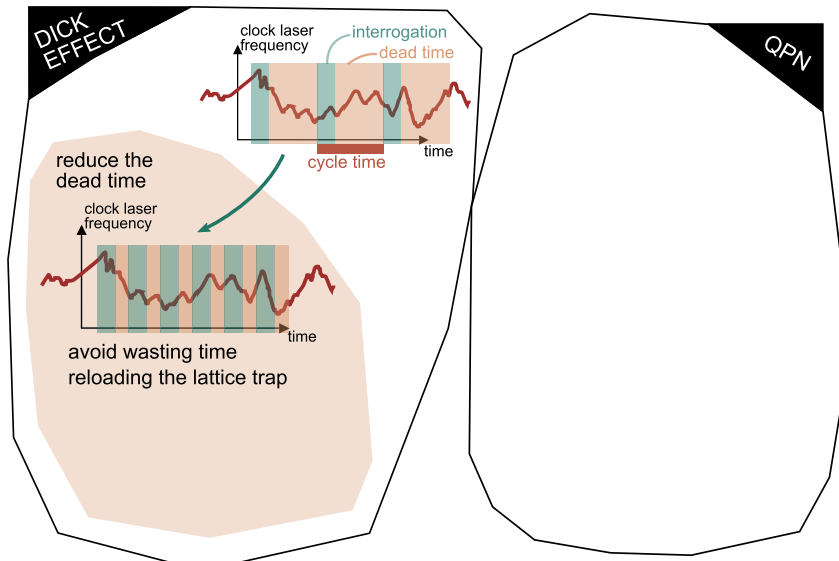 DICK
EFFECT
clock laser
frequency
interrogation
dead time
time
cycle time
QPN
reduce the
dead time
clock laser
frequency
time
avoid wasting time
reloading the lattice trap